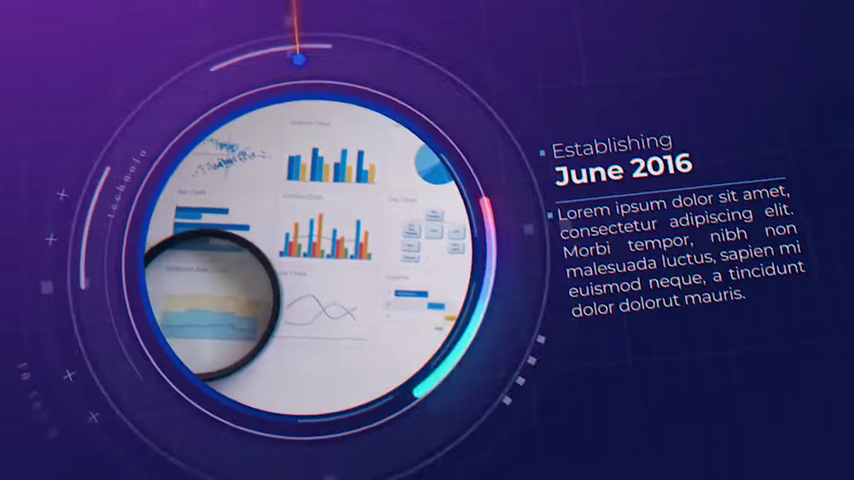 Establishing
June 2016
Lorem ipsum dolor sit amet,
consectetur adipiscing elit.
Morbi tempor, nibh non
malesuada luctus, sapien mi
euismod neque, a tincidunt
dolor dolorut mauris.
technolo